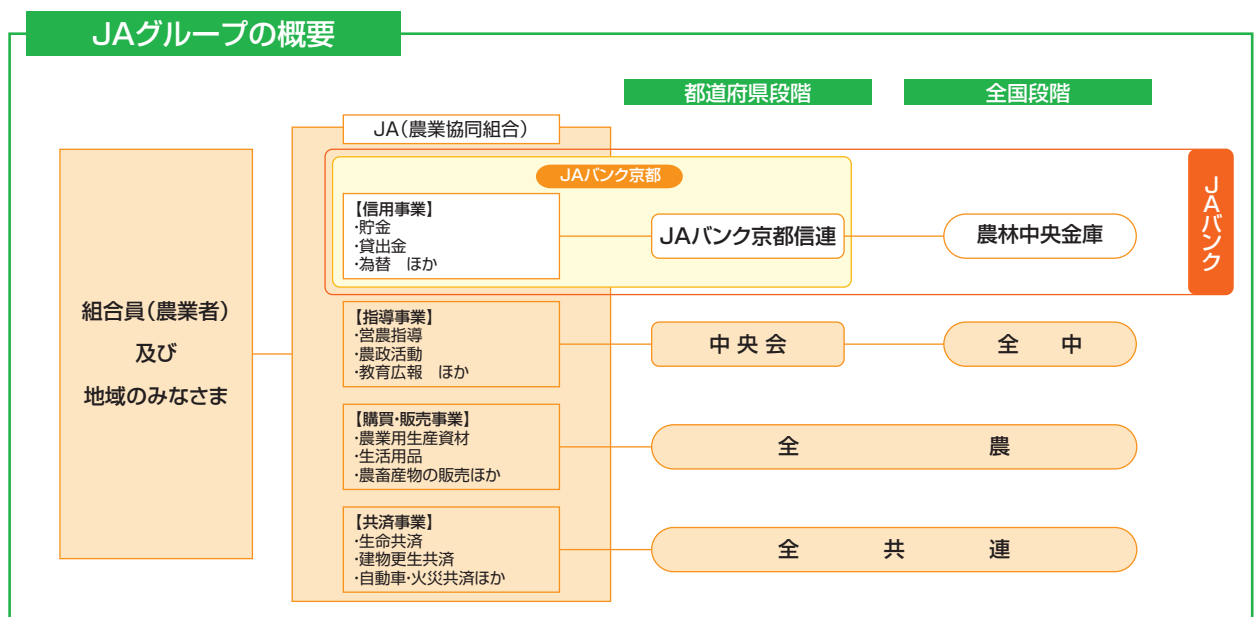 JAグループの概要
都道府県段階
全国段階
JA(農業協同組合)
JAバンク京都
JAバンク
【信用事業】
・貯金
・貸出金
・為替　ほか
JAバンク京都信連
農林中央金庫
組合員(農業者)
及び
地域のみなさま
【指導事業】
・営農指導
・農政活動
・教育広報　ほか
中 央 会
全　中
【購買・販売事業】
・農業用生産資材
・生活用品
・農畜産物の販売ほか
全　農
【共済事業】
・生命共済
・建物更生共済
・自動車・火災共済ほか
全　共　連